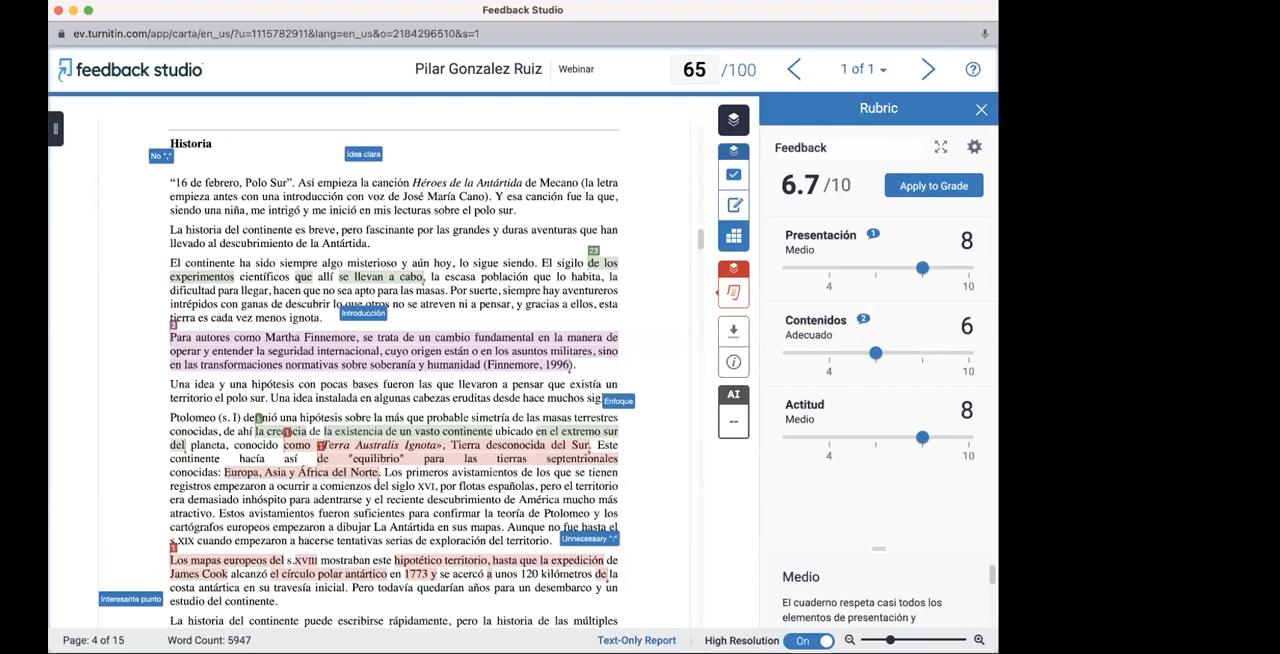 Feedback Studio
ev.turnitin.com/app/carta/en_us/?u=1115782911&lang=en_us&o=2184296510&s=1
feedback studio
Pilar Gonzalez Ruiz
Webinar
65 /100
1 of 1
Historia
No ","
Idea clara
“16 de febrero, Polo Sur”. Así empieza la canción Héroes de la Antártida de Mecano (la letra
empieza antes con una introducción con voz de José María Cano). Y esa canción fue la que,
siendo una niña, me intrigó y me inició en mis lecturas sobre el polo sur.
La historia del continente es breve, pero fascinante por las grandes y duras aventuras que han
llevado al descubrimiento de la Antártida.
23
El continente ha sido siempre algo misterioso y aún hoy, lo sigue siendo. El sigilo de los
experimentos científicos que allí se llevan a cabo, la escasa población que lo habita, la
dificultad para llegar, hacen que no sea apto para las masas. Por suerte, siempre hay aventureros
intrépidos con ganas de descubrir lo que otros no se atreven ni a pensar, y gracias a ellos, esta
tierra es cada vez menos ignota.
Introducción
3
Para autores como Martha Finnemore, se trata de un cambio fundamental en la manera de
operar y entender la seguridad internacional, cuyo origen están o en los asuntos militares, sino
en las transformaciones normativas sobre soberanía y humanidad (Finnemore, 1996).
Una idea y una hipótesis con pocas bases fueron las que llevaron a pensar que existía un
territorio el polo sur. Una idea instalada en algunas cabezas eruditas desde hace muchos sig
Enfoque
Ptolomeo (s. I) definió una hipótesis sobre la más que probable simetría de las masas terrestres
conocidas, de ahí la creencia de la existencia de un vasto continente ubicado en el extremo sur
del planeta, conocido como «Terra Australis Ignota», Tierra desconocida del Sur. Este
continente hacía así de "equilibrio" para las tierras septentrionales
conocidas: Europa, Asia y África del Norte. Los primeros avistamientos de los que se tienen
registros empezaron a ocurrir a comienzos del siglo XVI, por flotas españolas, pero el territorio
era demasiado inhóspito para adentrarse y el reciente descubrimiento de América mucho más
atractivo. Estos avistamientos fueron suficientes para confirmar la teoría de Ptolomeo y los
cartógrafos europeos empezaron a dibujar La Antártida en sus mapas. Aunque no fue hasta el
s.XIX cuando empezaron a hacerse tentativas serias de exploración del territorio.
Unnecessary ":"
1
Los mapas europeos del s.XVIII mostraban este hipotético territorio, hasta que la expedición de
James Cook alcanzó el círculo polar antártico en 1773 y se acercó a unos 120 kilómetros de la
costa antártica en su travesía inicial. Pero todavía quedarían años para un desembarco y un
estudio del continente.
Interesante punto
La historia del continente puede escribirse rápidamente, pero la historia de las múltiples
AI
--
Rubric
Feedback
6.7 /10
Apply to Grade
Presentación 1
8
Medio
4
10
Contenidos 2
6
Adecuado
4
10
Actitud
8
Medio
4
10
Medio
El cuaderno respeta casi todos los
elementos de presentación y
Page: 4 of 15
Word Count: 5947
Text-Only Report
High Resolution
On